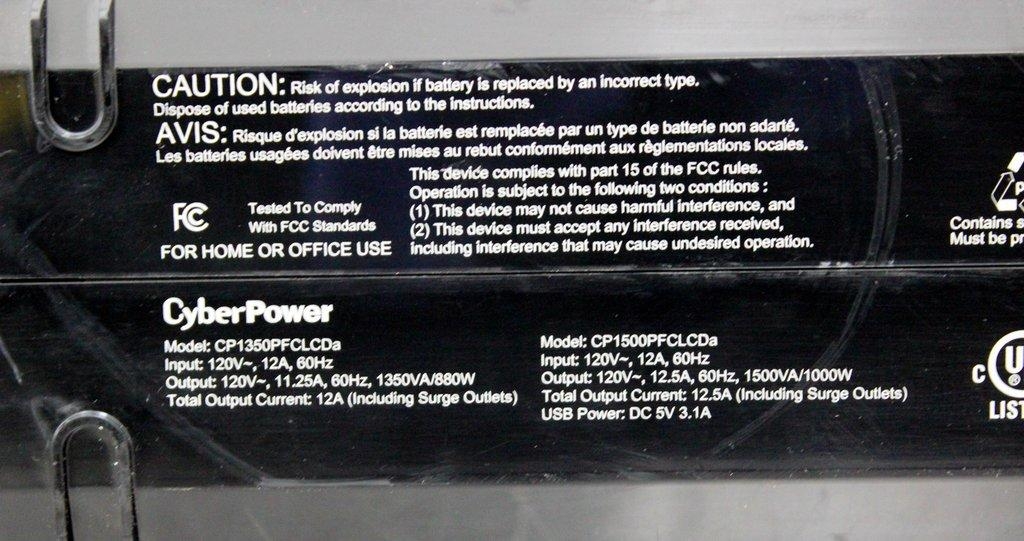 CAUTION: Risk of explosion if battery is replaced by an incorrect type.
Dispose of used batteries according to the instructions.
AVIS: Risque d'explosion si la batterie est remplacée par un type de batterie non adarté.
Les batteries usagées doivent être mises au rebut conformément aux règlementations locales.
FC
Tested To Comply
With FCC Standards
FOR HOME OR OFFICE USE
This device complies with part 15 of the FCC rules.
Operation is subject to the following two conditions :
(1) This device may not cause harmful interference, and
(2) This device must accept any interference received,
including interference that may cause undesired operation.
Contains
Must be
CyberPower
Model: CP1350PFCLCDa
Input: 120V~, 12A, 60Hz
Output: 120V~, 11.25A, 60Hz, 1350VA/880W
Total Output Current: 12A (Including Surge Outlets)
Model: CP1500PFCLCDa
Input: 120V~, 12A, 60Hz
Output: 120V~, 12.5A, 60Hz, 1500VA/1000W
Total Output Current: 12.5A (Including Surge Outlets)
USB Power: DC 5V 3.1A
C U ®
LIST